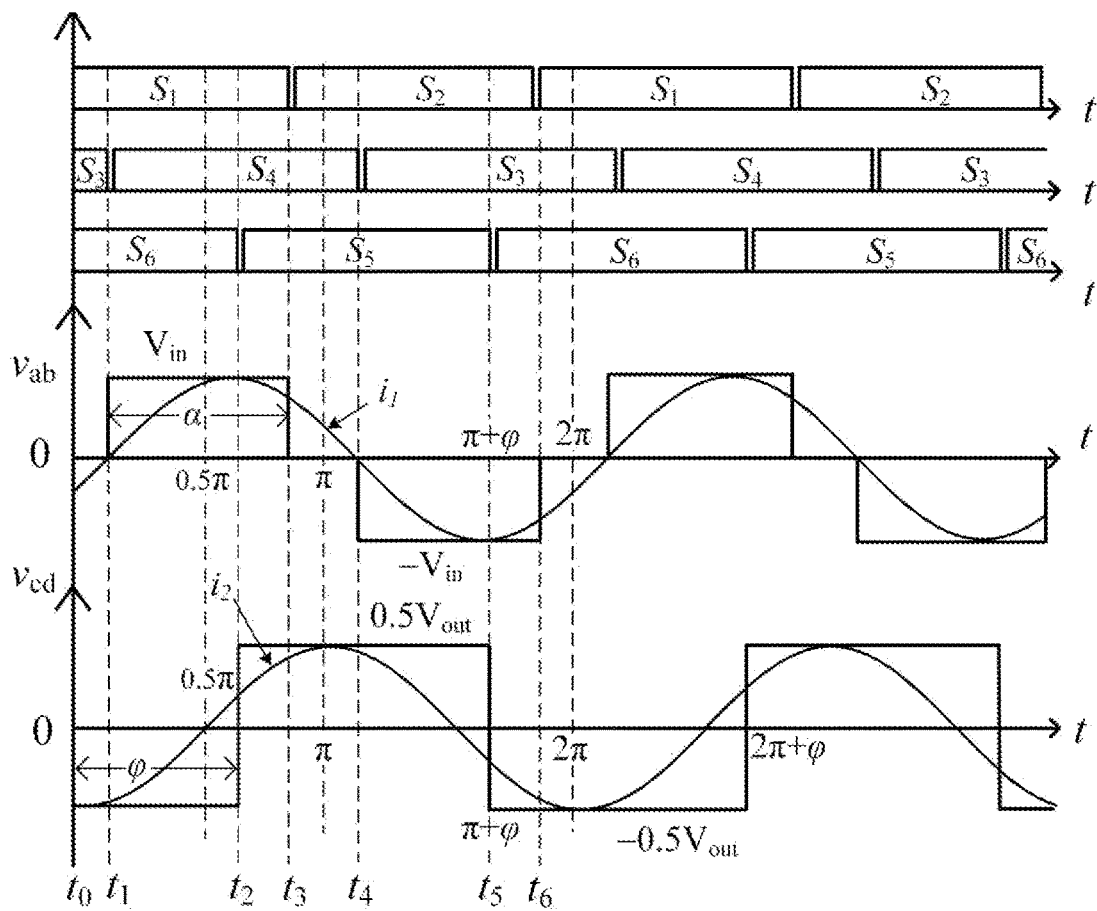 S1 S2 S1 S2 t
S3 S4 S3 S4 S3 t
S6 S5 S6 S5 S6 t
Vin
vab
α
i1
π+φ 2π t
0
0.5π π
−Vin
vcd
i2
0.5Vout
0.5π
0
π 2π 2π+φ t
φ
π+φ
−0.5Vout
t0 t1 t2 t3 t4 t5 t6